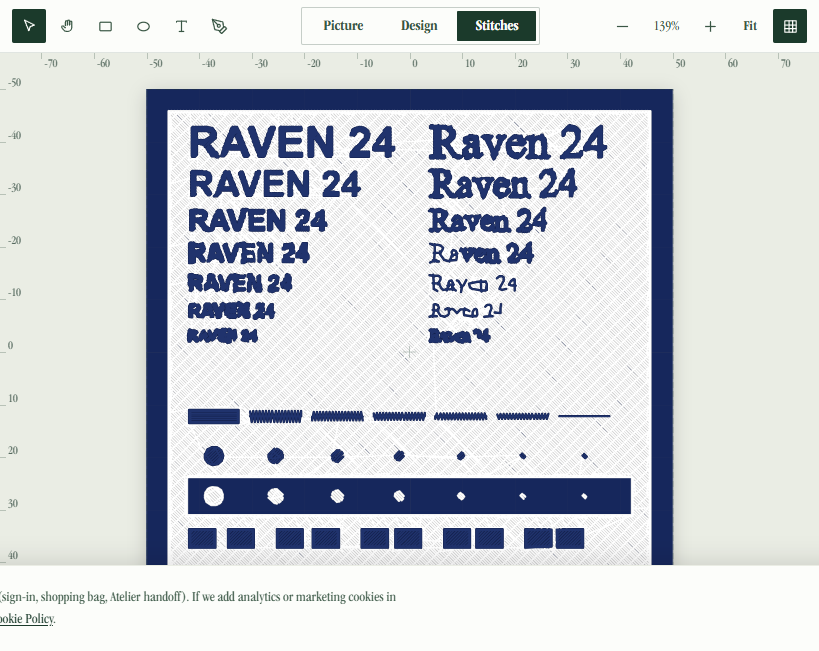 Picture Design Stitches
139% Fit
-70 -60 -50 -40 -30 -20 -10 0 10 20 30 40 50 60 70
-50
-40
-30
-20
-10
0
10
20
30
40
RAVEN 24 Raven 24
RAVEN 24 Raven 24
RAVEN 24 Raven 24
RAVEN 24 Raven 24
RAVEN 24
RAVEN 24
(sign-in, shopping bag, Atelier handoff). If we add analytics or marketing cookies in
ookie Policy.